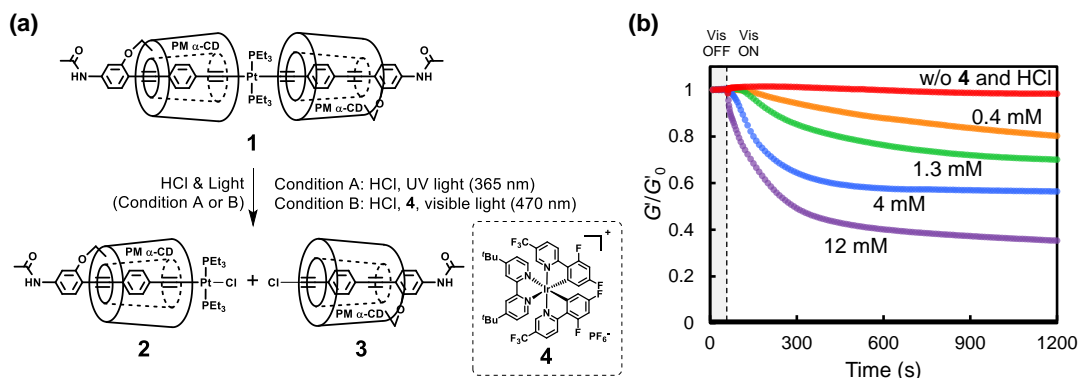 (a)
PM α-CD
O
N
H
O
PEt3
Pt
PEt3
PM α-CD
O
H
N
O
1
HCl & Light
(Condition A or B)
Condition A: HCl, UV light (365 nm)
Condition B: HCl, 4, visible light (470 nm)
PM α-CD
O
O
NH
PEt3
Pt-Cl
PEt3
2
+
Cl
PM α-CD
O
NH
O
3
F3C
tBu
N
N
N
Ir
N
tBu
F3C
F
F
F
F
+
PF6-
4
(b)
Vis
OFF
Vis
ON
w/o 4 and HCl
0.4 mM
1.3 mM
4 mM
12 mM
G'/G'0
1
0.8
0.6
0.4
0.2
0
0 300 600 900 1200
Time (s)